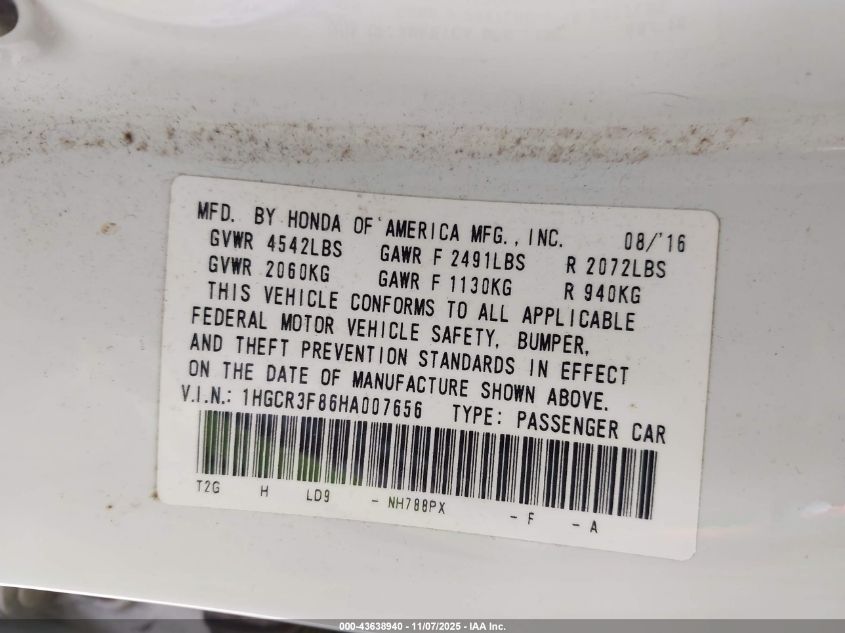 MFD. BY HONDA OF AMERICA MFG., INC. 08/'16
GVWR 4542LBS GAWR F 2491LBS R 2072LBS
GVWR 2060KG GAWR F 1130KG R 940KG
THIS VEHICLE CONFORMS TO ALL APPLICABLE
FEDERAL MOTOR VEHICLE SAFETY, BUMPER,
AND THEFT PREVENTION STANDARDS IN EFFECT
ON THE DATE OF MANUFACTURE SHOWN ABOVE.
V.I.N.: 1HGCR3F86HA007656 TYPE: PASSENGER CAR
T2G H LD9 - NH788PX - F - A
000-43638940 - 11/07/2025 - IAA Inc.